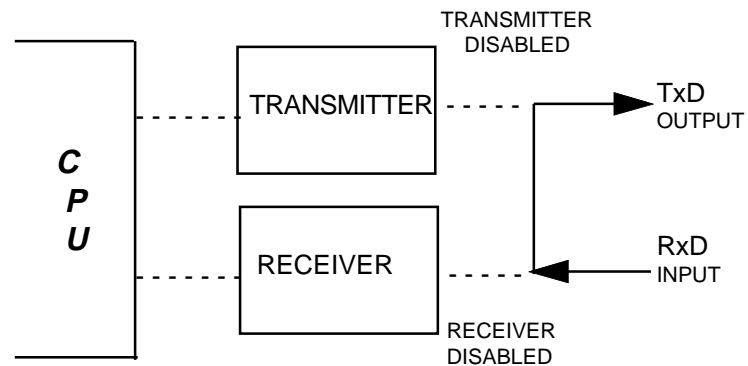 TRANSMITTER
DISABLED
TRANSMITTER
TxD
OUTPUT
C
P
U
RECEIVER
RxD
INPUT
RECEIVER
DISABLED